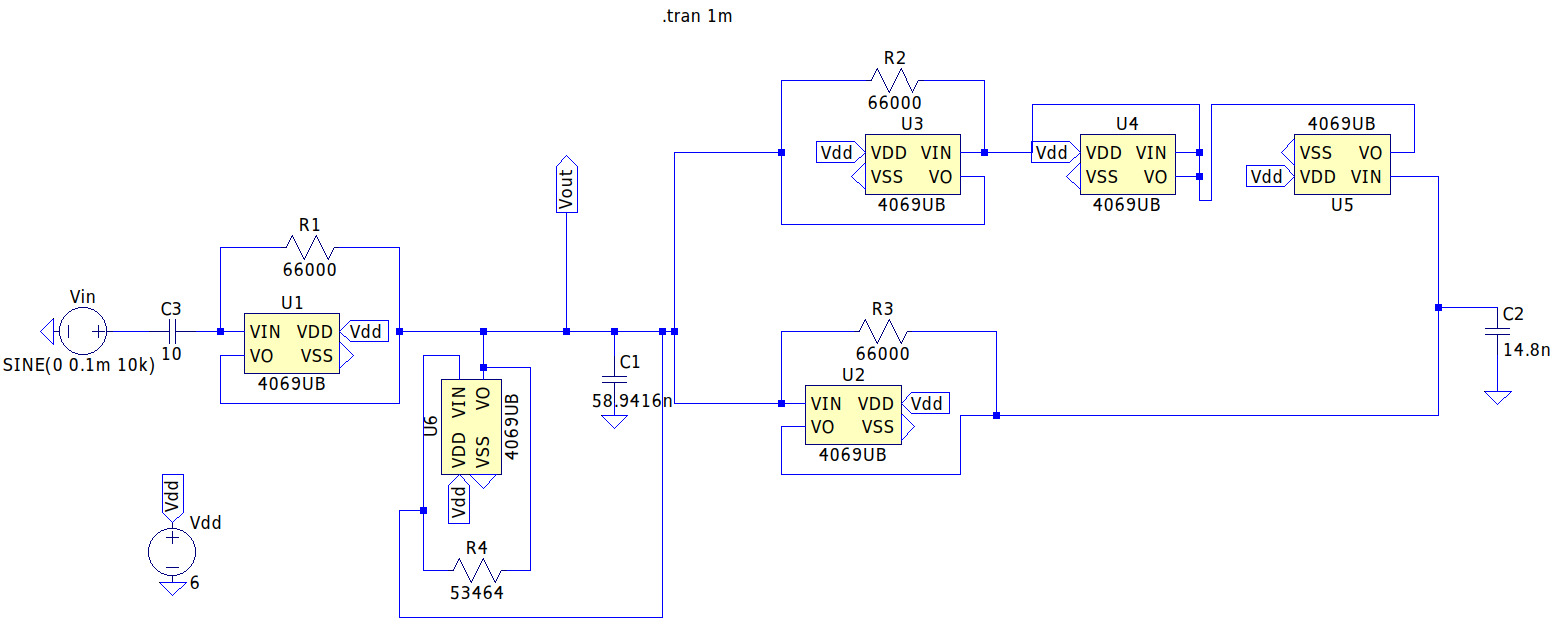 .tran 1m
R2
66000
U3
Vdd
VDD VIN
VSS VO
4069UB
U4
Vdd
VDD VIN
VSS VO
4069UB
4069UB
VSS VO
Vdd
VDD VIN
U5
Vout
R1
66000
Vin
SINE(0 0.1m 10k)
C3
10
U1
VIN VDD
Vdd
VO VSS
4069UB
C1
58.9416n
R3
66000
U2
VIN VDD
Vdd
VO VSS
4069UB
C2
14.8n
U6
VIN VO
VDD VSS
4069UB
Vdd
R4
53464
Vdd
Vdd
6